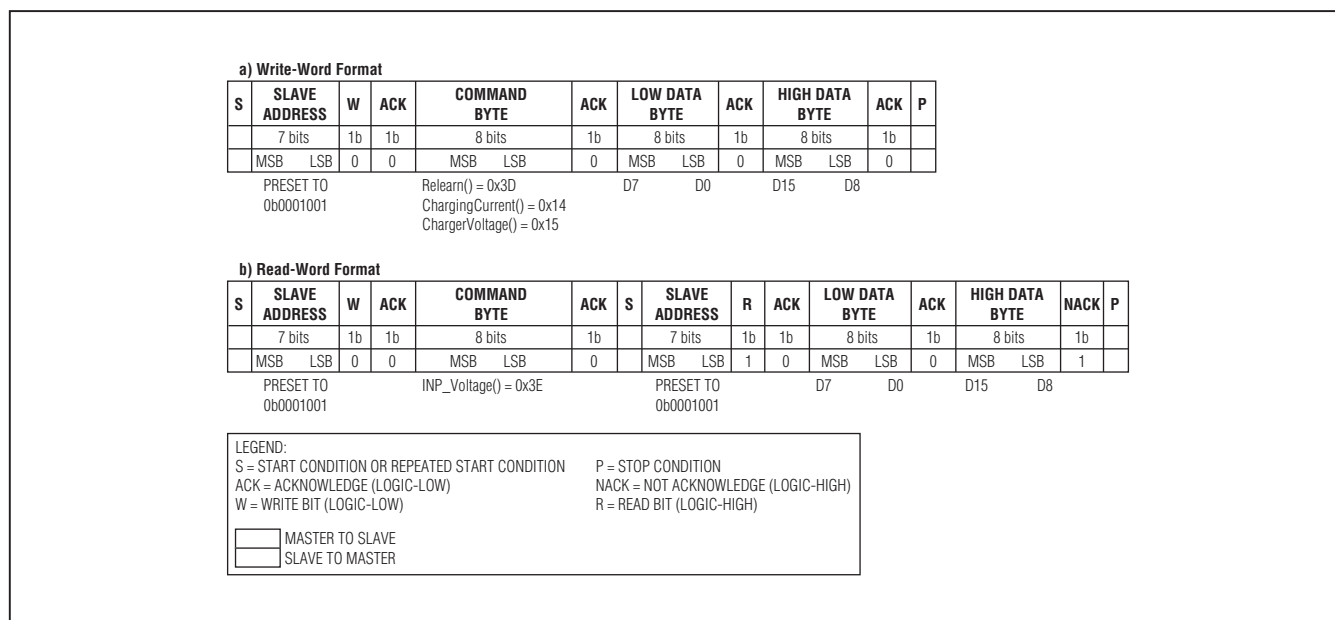 a) Write-Word Format
S SLAVE ADDRESS W ACK COMMAND BYTE ACK LOW DATA BYTE ACK HIGH DATA BYTE ACK P
7 bits 1b 1b 8 bits 1b 8 bits 1b 8 bits 1b
MSB LSB 0 0 MSB LSB 0 MSB LSB 0 MSB LSB 0
PRESET TO Relearn() = 0x3D D7 D0 D15 D8
0b0001001 ChargingCurrent() = 0x14
ChargerVoltage() = 0x15
b) Read-Word Format
S SLAVE ADDRESS W ACK COMMAND BYTE ACK S SLAVE ADDRESS R ACK LOW DATA BYTE ACK HIGH DATA BYTE NACK P
7 bits 1b 1b 8 bits 1b 7 bits 1b 1b 8 bits 1b 8 bits 1b
MSB LSB 0 0 MSB LSB 0 MSB LSB 1 0 MSB LSB 0 MSB LSB 1
PRESET TO INP_Voltage() = 0x3E PRESET TO D7 D0 D15 D8
0b0001001 0b0001001
LEGEND:
S = START CONDITION OR REPEATED START CONDITION P = STOP CONDITION
ACK = ACKNOWLEDGE (LOGIC-LOW) NACK = NOT ACKNOWLEDGE (LOGIC-HIGH)
W = WRITE BIT (LOGIC-LOW) R = READ BIT (LOGIC-HIGH)
MASTER TO SLAVE
SLAVE TO MASTER